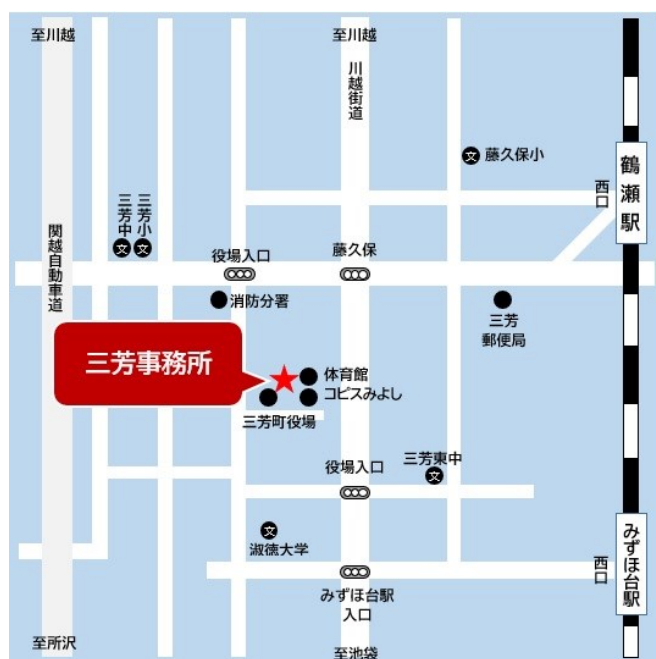 至川越
至川越
川越街道
藤久保小
鶴瀬駅
西口
三芳中
三芳小
関越自動車道
役場入口
藤久保
消防分署
三芳
郵便局
三芳事務所
体育館
コピスみよし
三芳町役場
役場入口
三芳東中
淑徳大学
みずほ台駅
入口
西口
みずほ台駅
至所沢
至池袋
文
文
文
文
文